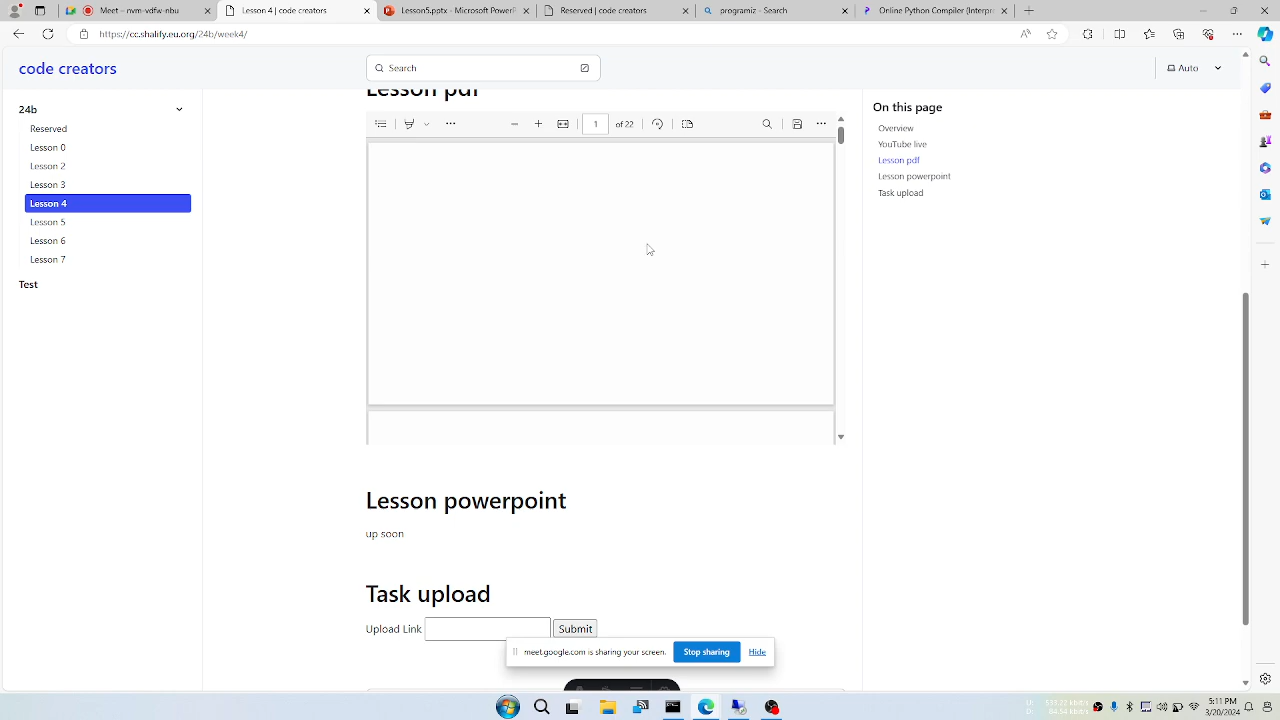 Meet – nvm-vdfw-nbu
Lesson 4 | code creators
Lesson5.pptx - Microsoft PowerP
Reserved | code creators
programiz - Search
Online Python Compiler (Interpre
https://cc.shalify.eu.org/24b/week4/
code creators
Search
Auto
24b
Reserved
Lesson 0
Lesson 2
Lesson 3
Lesson 4
Lesson 5
Lesson 6
Lesson 7
Test
Lesson pdf
1 of 22
Lesson powerpoint
up soon
Task upload
Upload Link
Submit
On this page
Overview
YouTube live
Lesson pdf
Lesson powerpoint
Task upload
meet.google.com is sharing your screen.
Stop sharing
Hide
U:
D:
5:11 PM
3/20/2024